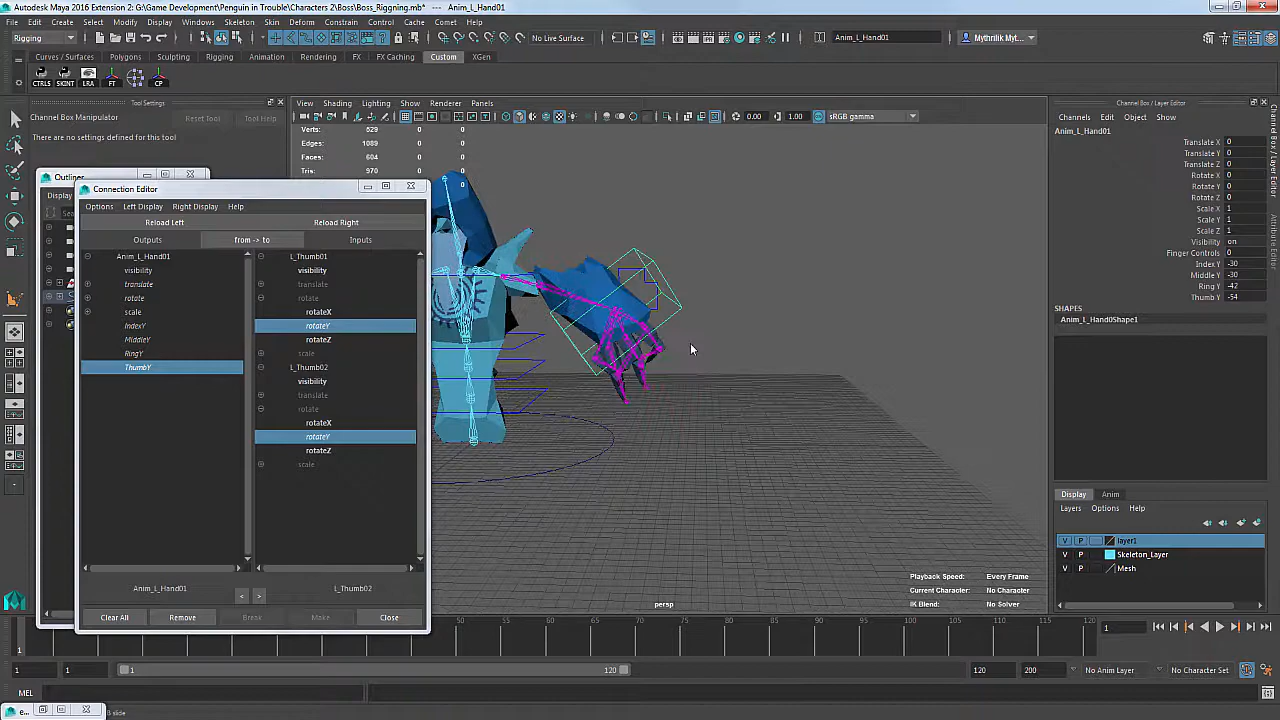 Autodesk Maya 2016 Extension 2: G:\Game Development\Penguin in Trouble\Characters 2\Boss\Boss_Riggning.mb* --- Anim_L_Hand01
File Edit Create Select Modify Display Windows Skeleton Skin Deform Constrain Control Cache Comet Help
Rigging No Live Surface Anim_L_Hand01 Mythrilik Myt...
Curves / Surfaces Polygons Sculpting Rigging Animation Rendering FX FX Caching Custom XGen
CTRLS SKINT LRA FT CP
Tool Settings
Channel Box Manipulator Reset Tool Tool Help
There are no settings defined for this tool
View Shading Lighting Show Renderer Panels
0.00 1.00 sRGB gamma
Verts: 529 0 0
Edges: 1089 0 0
Faces: 604 0 0
Tris: 970 0 0
0
Outliner
Display
Connection Editor
Options Left Display Right Display Help
Reload Left Reload Right
Outputs from -> to Inputs
Anim_L_Hand01
visibility
translate
rotate
scale
IndexY
MiddleY
RingY
ThumbY
L_Thumb01
visibility
translate
rotate
rotateX
rotateY
rotateZ
scale
L_Thumb02
visibility
translate
rotate
rotateX
rotateY
rotateZ
scale
Anim_L_Hand01 < > L_Thumb02
Clear All Remove Break Make Close
Playback Speed: Every Frame
Current Character: No Character
IK Blend: No Solver
persp
Channel Box / Layer Editor
Channels Edit Object Show
Anim_L_Hand01
Translate X 0
Translate Y 0
Translate Z 0
Rotate X 0
Rotate Y 0
Rotate Z 0
Scale X 1
Scale Y 1
Scale Z 1
Visibility on
Finger Controls 0
Index Y -30
Middle Y -30
Ring Y -42
Thumb Y -54
SHAPES
Anim_L_Hand0Shape1
Channel Box / Layer Editor
Attribute Editor
Display Anim
Layers Options Help
V P layer1
V P Skeleton_Layer
V P Mesh
1 50 55 60 65 70 75 80 85 90 95 100 105 110 115 120 1
1 1 1 120 120 200 No Anim Layer No Character Set
MEL
e...